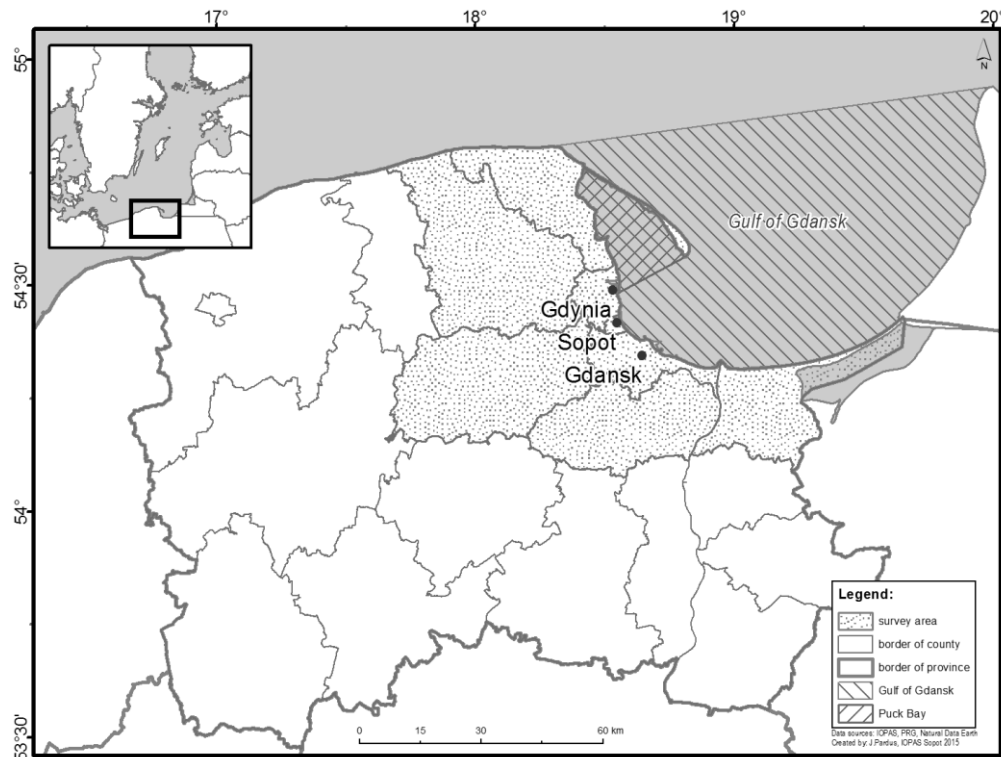 17°
18°
19°
20°
55°
N
Gulf of Gdansk
54°30'
Gdynia
Sopot
Gdansk
54°
Legend:
survey area
border of county
border of province
Gulf of Gdansk
Puck Bay
0 15 30 60 km
53°30'
Data sources: IOPAS, PRG, Natural Data Earth
Created by: J.Pardus, IOPAS Sopot 2015